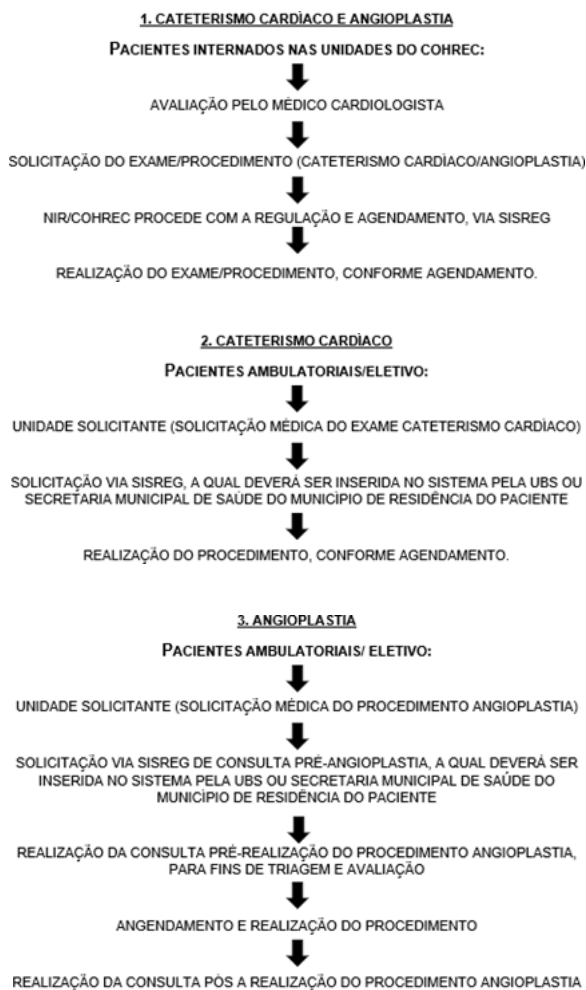 1. CATETERISMO CARDÌACO E ANGIOPLASTIA
PACIENTES INTERNADOS NAS UNIDADES DO COHREC:
AVALIAÇÃO PELO MÉDICO CARDIOLOGISTA
SOLICITAÇÃO DO EXAME/PROCEDIMENTO (CATETERISMO CARDÌACO/ANGIOPLASTIA)
NIR/COHREC PROCEDE COM A REGULAÇÃO E AGENDAMENTO, VIA SISREG
REALIZAÇÃO DO EXAME/PROCEDIMENTO, CONFORME AGENDAMENTO.
2. CATETERISMO CARDÌACO
PACIENTES AMBULATORIAIS/ELETIVO:
UNIDADE SOLICITANTE (SOLICITAÇÃO MÉDICA DO EXAME CATETERISMO CARDÌACO)
SOLICITAÇÃO VIA SISREG, A QUAL DEVERÁ SER INSERIDA NO SISTEMA PELA UBS OU
SECRETARIA MUNICIPAL DE SAÚDE DO MUNICÍPIO DE RESIDÊNCIA DO PACIENTE
REALIZAÇÃO DO PROCEDIMENTO, CONFORME AGENDAMENTO.
3. ANGIOPLASTIA
PACIENTES AMBULATORIAIS/ ELETIVO:
UNIDADE SOLICITANTE (SOLICITAÇÃO MÉDICA DO PROCEDIMENTO ANGIOPLASTIA)
SOLICITAÇÃO VIA SISREG DE CONSULTA PRÉ-ANGIOPLASTIA, A QUAL DEVERÁ SER
INSERIDA NO SISTEMA PELA UBS OU SECRETARIA MUNICIPAL DE SAÚDE DO
MUNICÍPIO DE RESIDÊNCIA DO PACIENTE
REALIZAÇÃO DA CONSULTA PRÉ-REALIZAÇÃO DO PROCEDIMENTO ANGIOPLASTIA,
PARA FINS DE TRIAGEM E AVALIAÇÃO
ANGENDAMENTO E REALIZAÇÃO DO PROCEDIMENTO
REALIZAÇÃO DA CONSULTA PÓS A REALIZAÇÃO DO PROCEDIMENTO ANGIOPLASTIA